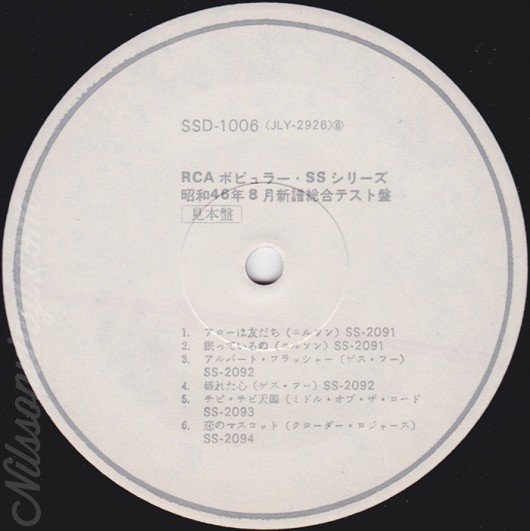 SSD-1006 (JLY-2926)⑥
RCA ポピュラー・SSシリーズ
昭和46年8月新譜総合テスト盤
見本盤
1. アローは友だち (ニルソン) SS-2091
2. 眠っているの (ニルソン) SS-2091
3. アルバート・フラッシャー (ゲス・フー)
SS-2092
4. 破れた心 (ゲス・フー) SS-2092
5. チピ・チピ天国 (ミドル・オブ・ザ・ロード
SS-2093
6. 恋のマスコット (クローダー・ロジャース)
SS-2094
Nilssonvinyl.com